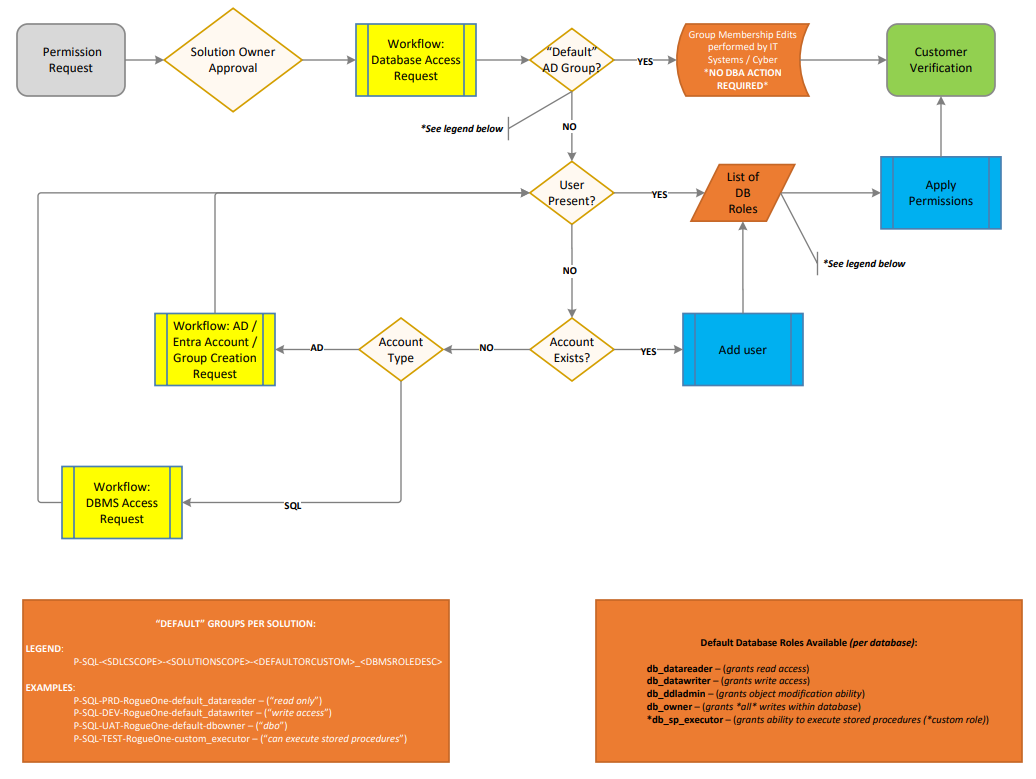 Permission
Request
Solution Owner
Approval
Workflow:
Database Access
Request
“Default”
AD Group?
YES
Group Membership Edits
performed by IT
Systems / Cyber
*NO DBA ACTION
REQUIRED*
Customer
Verification
*See legend below
NO
User
Present?
YES
List of
DB
Roles
Apply
Permissions
*See legend below
NO
Workflow: AD /
Entra Account /
Group Creation
Request
AD
Account
Type
NO
Account
Exists?
YES
Add user
Workflow:
DBMS Access
Request
SQL
“DEFAULT” GROUPS PER SOLUTION:
LEGEND:
P-SQL-<SDLCSCOPE>-<SOLUTIONSCOPE>-<DEFAULTORCUSTOM>_<DBMSROLEDESC>
EXAMPLES:
P-SQL-PRD-RogueOne-default_datareader – (“read only”)
P-SQL-DEV-RogueOne-default_datawriter – (“write access”)
P-SQL-UAT-RogueOne-default-dbowner – (“dbo”)
P-SQL-TEST-RogueOne-custom_executor – (“can execute stored procedures”)
Default Database Roles Available (per database):
db_datareader – (grants read access)
db_datawriter – (grants write access)
db_ddladmin – (grants object modification ability)
db_owner – (grants *all* writes within database)
*db_sp_executor – (grants ability to execute stored procedures (*custom role))